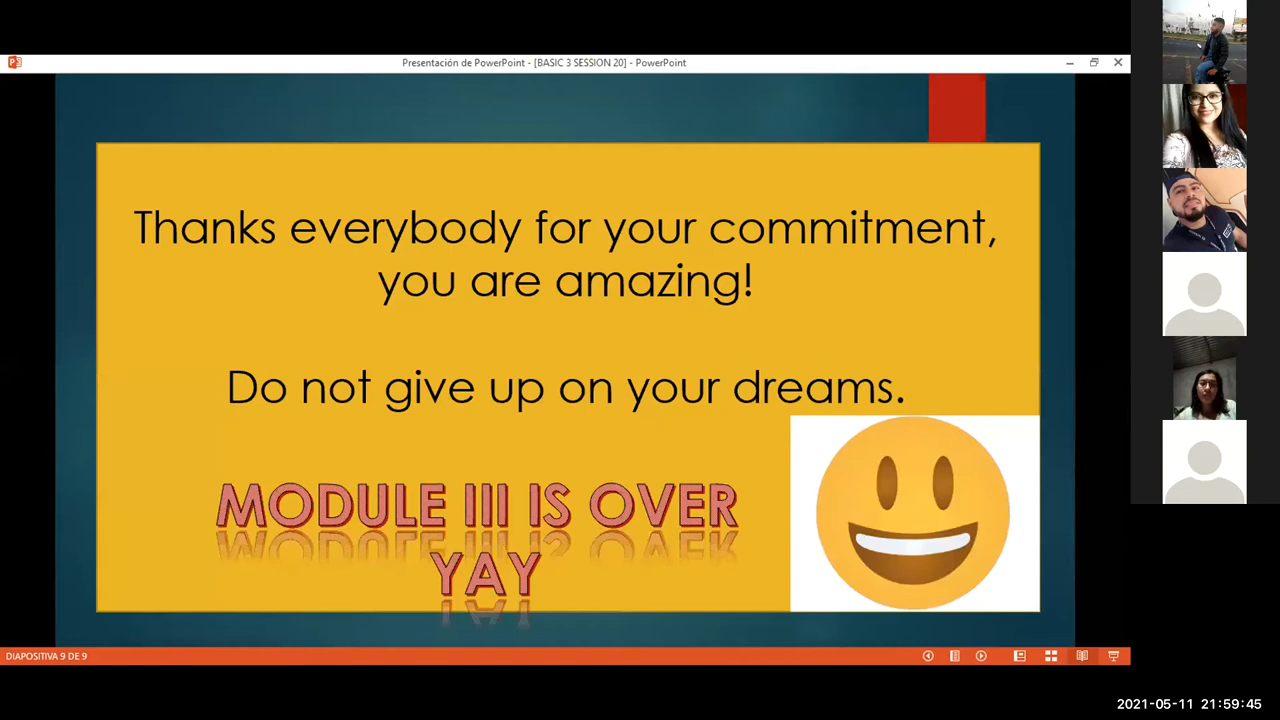 Presentación de PowerPoint - [BASIC 3 SESSION 20] - PowerPoint
Thanks everybody for your commitment,
you are amazing!
Do not give up on your dreams.
MODULE III IS OVER
YAY
DIAPOSITIVA 9 DE 9
2021-05-11 21:59:45